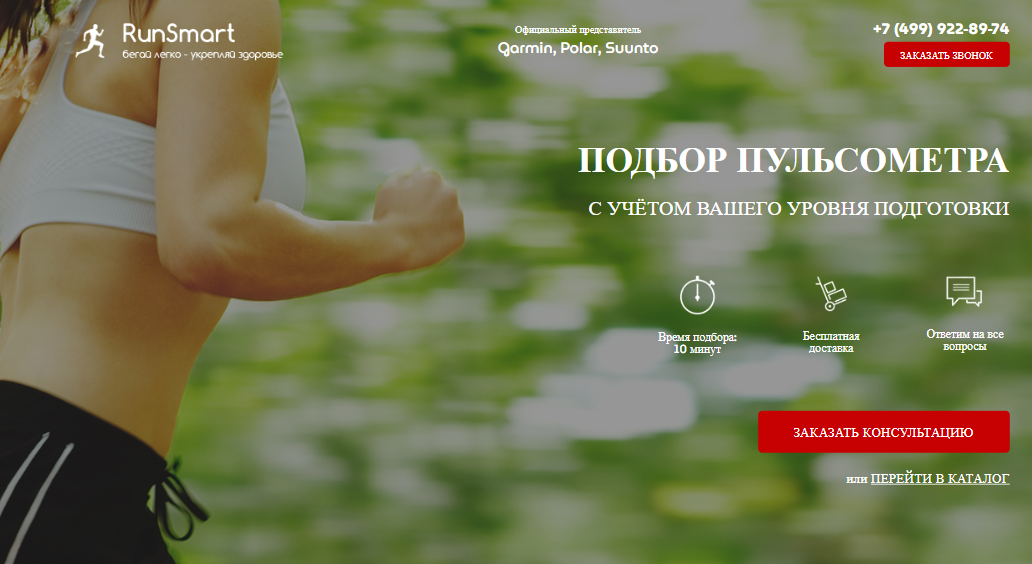 RunSmart
бегай легко - укрепляй здоровье
Официальный представитель
Garmin, Polar, Suunto
+7 (499) 922-89-74
ЗАКАЗАТЬ ЗВОНОК
ПОДБОР ПУЛЬСОМЕТРА
С УЧЁТОМ ВАШЕГО УРОВНЯ ПОДГОТОВКИ
Время подбора:
10 минут
Бесплатная
доставка
Ответим на все
вопросы
ЗАКАЗАТЬ КОНСУЛЬТАЦИЮ
или ПЕРЕЙТИ В КАТАЛОГ